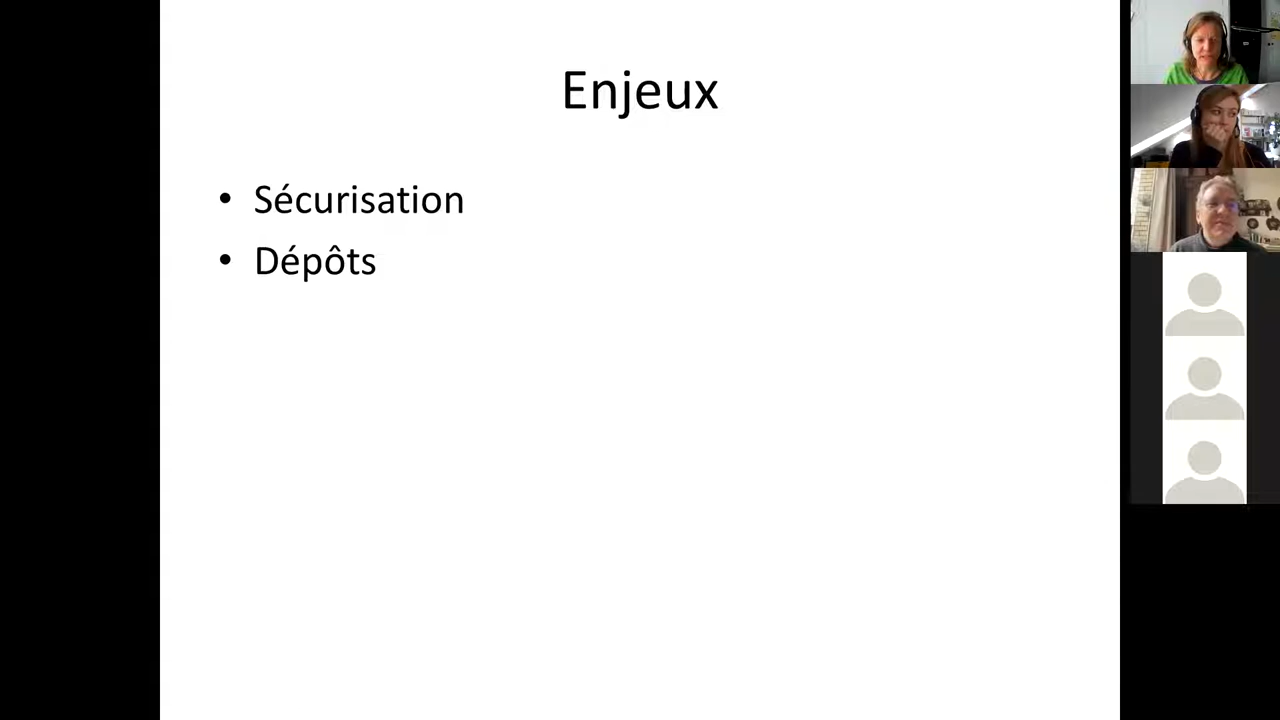 Enjeux
• Sécurisation
• Dépôts